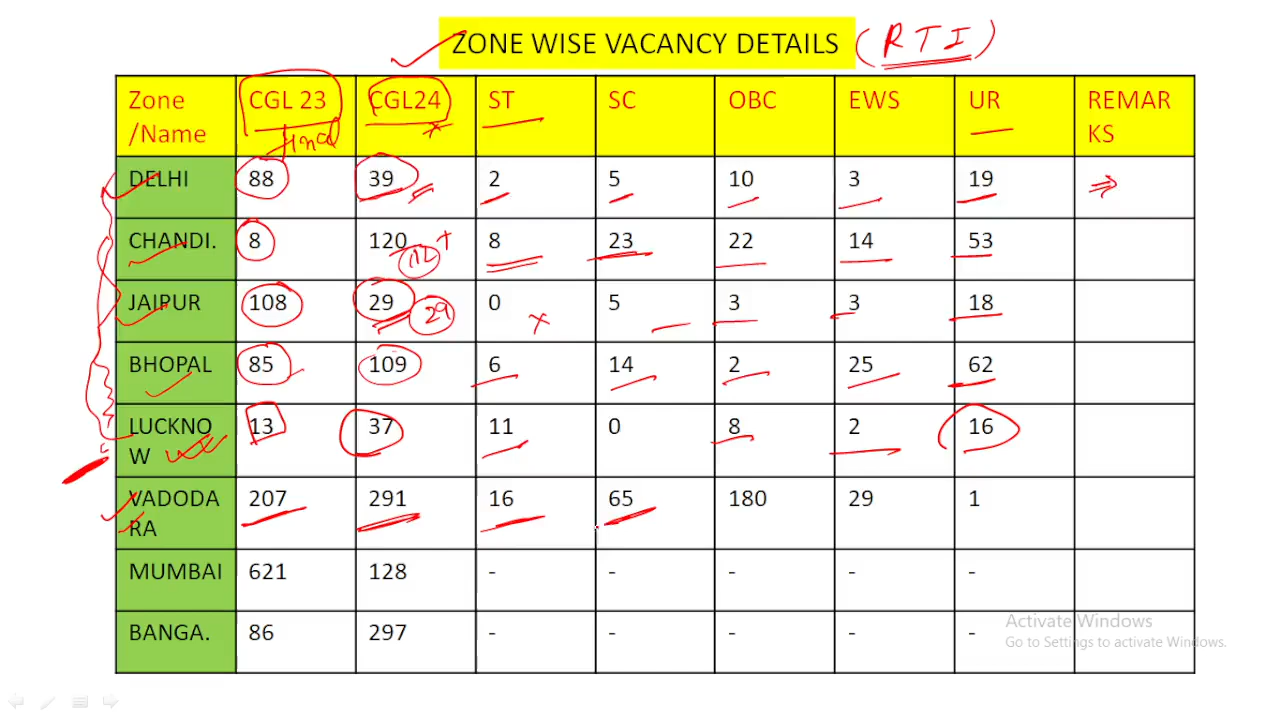 ZONE WISE VACANCY DETAILS (RTI)
Zone /Name CGL 23 final CGL24 ST SC OBC EWS UR REMARKS
DELHI 88 39 2 5 10 3 19
CHANDI. 8 120 112 8 23 22 14 53
JAIPUR 108 29 29 0 5 3 3 18
BHOPAL 85 109 6 14 2 25 62
LUCKNOW 13 37 11 0 8 2 16
VADODARA 207 291 16 65 180 29 1
MUMBAI 621 128 - - - - -
BANGA. 86 297 - - - - -
Activate Windows
Go to Settings to activate Windows.